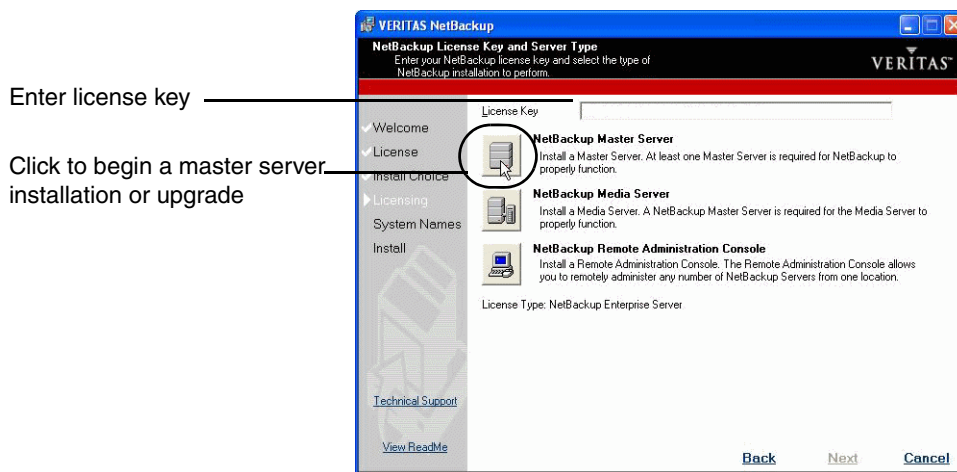 VERITAS NetBackup
NetBackup License Key and Server Type
Enter your NetBackup license key and select the type of
NetBackup installation to perform.
VERITAS
Enter license key
License Key
Welcome
License
Install Choice
Licensing
System Names
Install
Click to begin a master server
installation or upgrade
NetBackup Master Server
Install a Master Server. At least one Master Server is required for NetBackup to
properly function.
NetBackup Media Server
Install a Media Server. A NetBackup Master Server is required for the Media Server to
properly function.
NetBackup Remote Administration Console
Install a Remote Administration Console. The Remote Administration Console allows
you to remotely administer any number of NetBackup Servers from one location.
License Type: NetBackup Enterprise Server
Technical Support
View ReadMe
Back Next Cancel